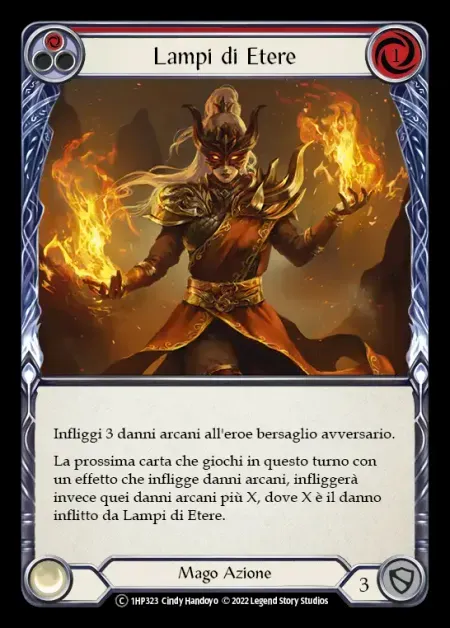 Lampi di Etere
1
Infliggi 3 danni arcani all'eroe bersaglio avversario.
La prossima carta che giochi in questo turno con
un effetto che infligge danni arcani, infliggerà
invece quei danni arcani più X, dove X è il danno
inflitto da Lampi di Etere.
Mago Azione
3
C 1HP323 Cindy Handoyo © 2022 Legend Story Studios